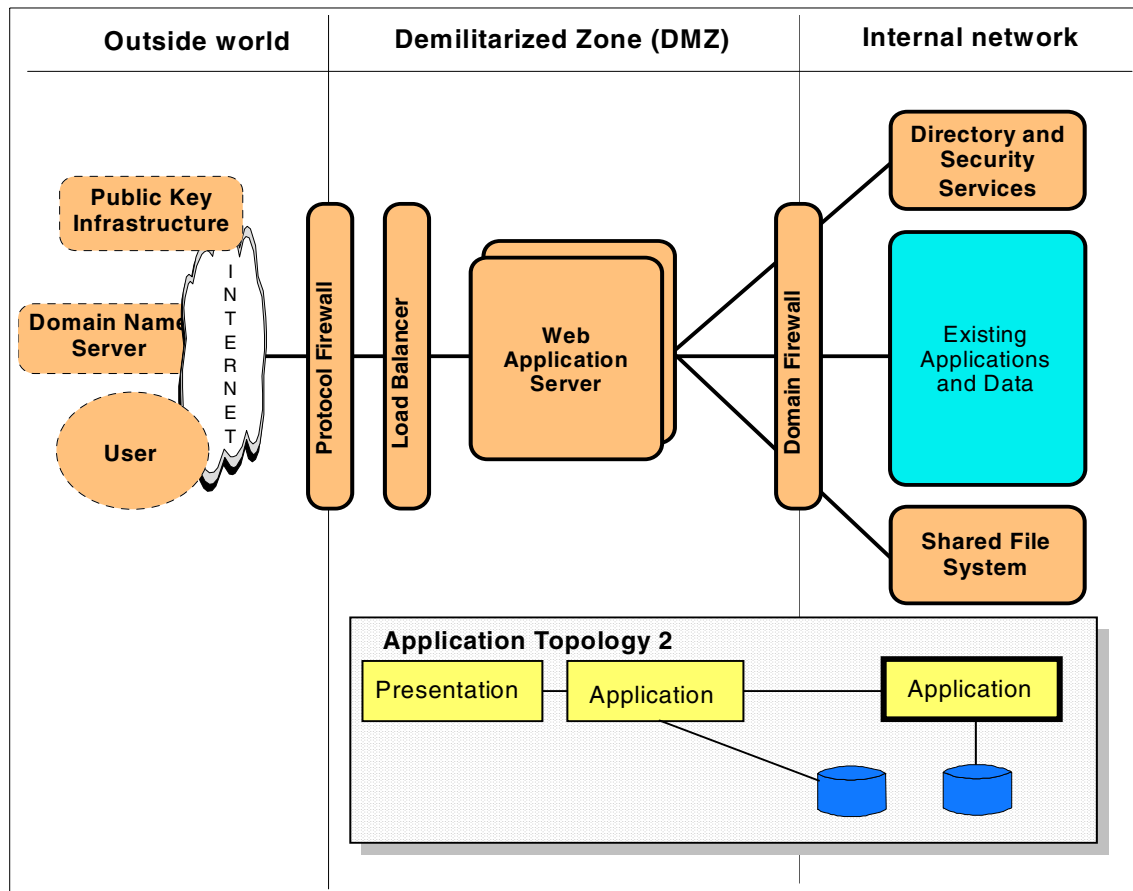 Outside world
Demilitarized Zone (DMZ)
Internal network
Public Key
Infrastructure
Domain Name
Server
User
INTERNET
Protocol Firewall
Load Balancer
Web
Application
Server
Domain Firewall
Directory and
Security
Services
Existing
Applications
and Data
Shared File
System
Application Topology 2
Presentation
Application
Application